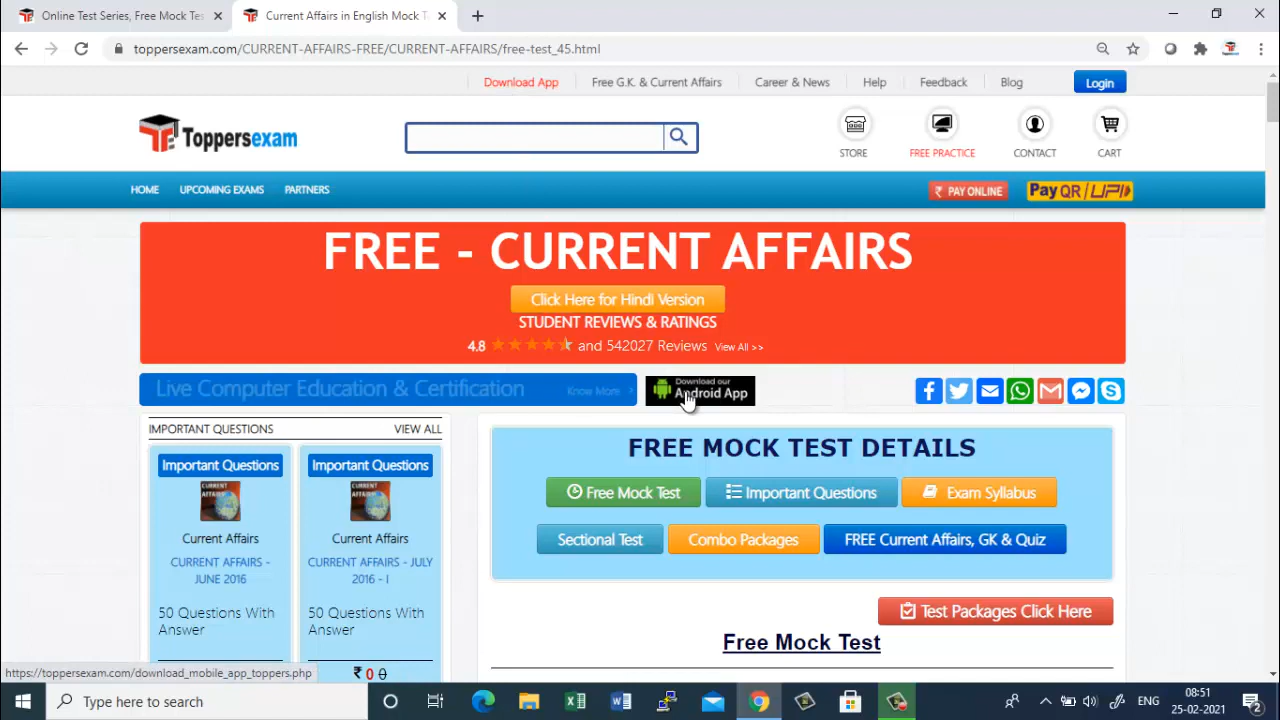 Online Test Series, Free Mock Tes
Current Affairs in English Mock T
toppersexam.com/CURRENT-AFFAIRS-FREE/CURRENT-AFFAIRS/free-test_45.html
Download App
Free G.K. & Current Affairs
Career & News
Help
Feedback
Blog
Login
Toppersexam
STORE
FREE PRACTICE
CONTACT
CART
HOME
UPCOMING EXAMS
PARTNERS
₹ PAY ONLINE
Pay QR / UPI
FREE - CURRENT AFFAIRS
Click Here for Hindi Version
STUDENT REVIEWS & RATINGS
4.8 and 542027 Reviews View All >>
Live Computer Education & Certification
Know More >
Download our
Android App
IMPORTANT QUESTIONS
VIEW ALL
Important Questions
CURRENT
AFFAIRS
Current Affairs
CURRENT AFFAIRS -
JUNE 2016
50 Questions With
Answer
Important Questions
CURRENT
AFFAIRS
Current Affairs
CURRENT AFFAIRS - JULY
2016 - I
50 Questions With
Answer
₹ 0 0
FREE MOCK TEST DETAILS
Free Mock Test
Important Questions
Exam Syllabus
Sectional Test
Combo Packages
FREE Current Affairs, GK & Quiz
Test Packages Click Here
Free Mock Test
https://toppersexam.com/download_mobile_app_toppers.php
Type here to search
ENG
08:51
25-02-2021
2